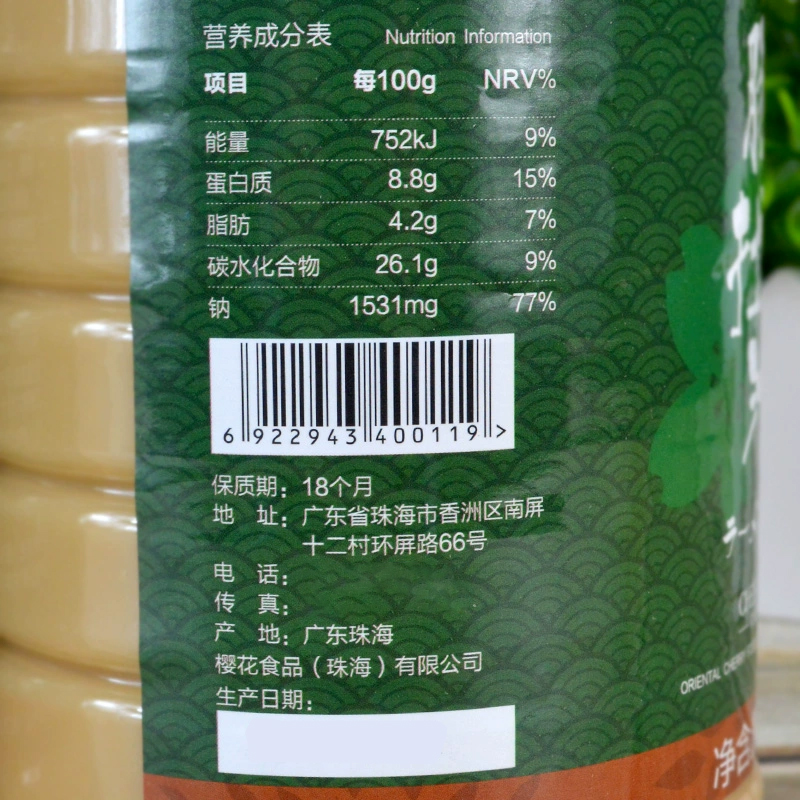 营养成分表 Nutrition Information
项目 每100g NRV%
能量 752kJ 9%
蛋白质 8.8g 15%
脂肪 4.2g 7%
碳水化合物 26.1g 9%
钠 1531mg 77%
6 922943 400119 >
保质期：18个月
地 址：广东省珠海市香洲区南屏
十二村环屏路66号
电 话：
传 真：
产 地：广东珠海
樱花食品（珠海）有限公司
生产日期：
ORIENTAL CHERRY
净含